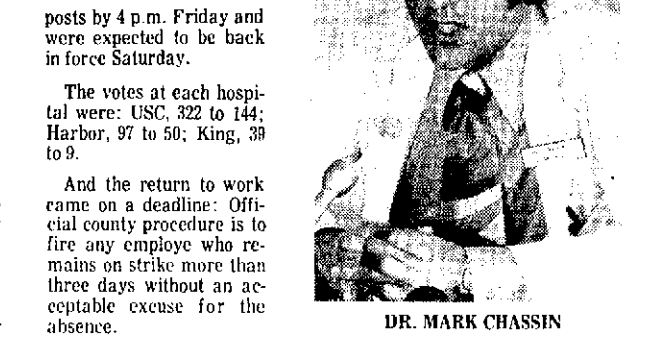 posts by 4 p.m. Friday and
were expected to be back
in force Saturday.
The votes at each hospi-
tal were: USC, 322 to 144;
Harbor, 97 to 50; King, 39
to 9.
And the return to work
came on a deadline: Offi-
cial county procedure is to
fire any employe who re-
mains on strike more than
three days without an ac-
ceptable excuse for the
absence.
DR. MARK CHASSIN